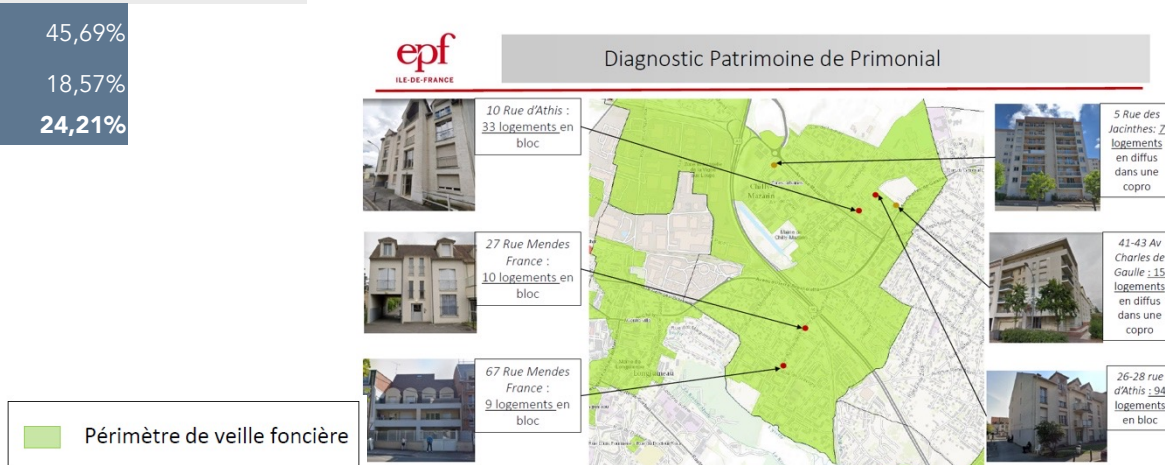 45,69%
18,57%
24,21%
epf
ILE-DE-FRANCE
Diagnostic Patrimoine de Primonial
10 Rue d'Athis :
33 logements en
bloc
27 Rue Mendes
France :
10 logements en
bloc
67 Rue Mendes
France :
9 logements en
bloc
5 Rue des
Jacinthes: 7
logements
en diffus
dans une
copro
41-43 Av
Charles de
Gaulle : 15
logements
en diffus
dans une
copro
26-28 rue
d'Athis : 94
logements
en bloc
Périmètre de veille foncière